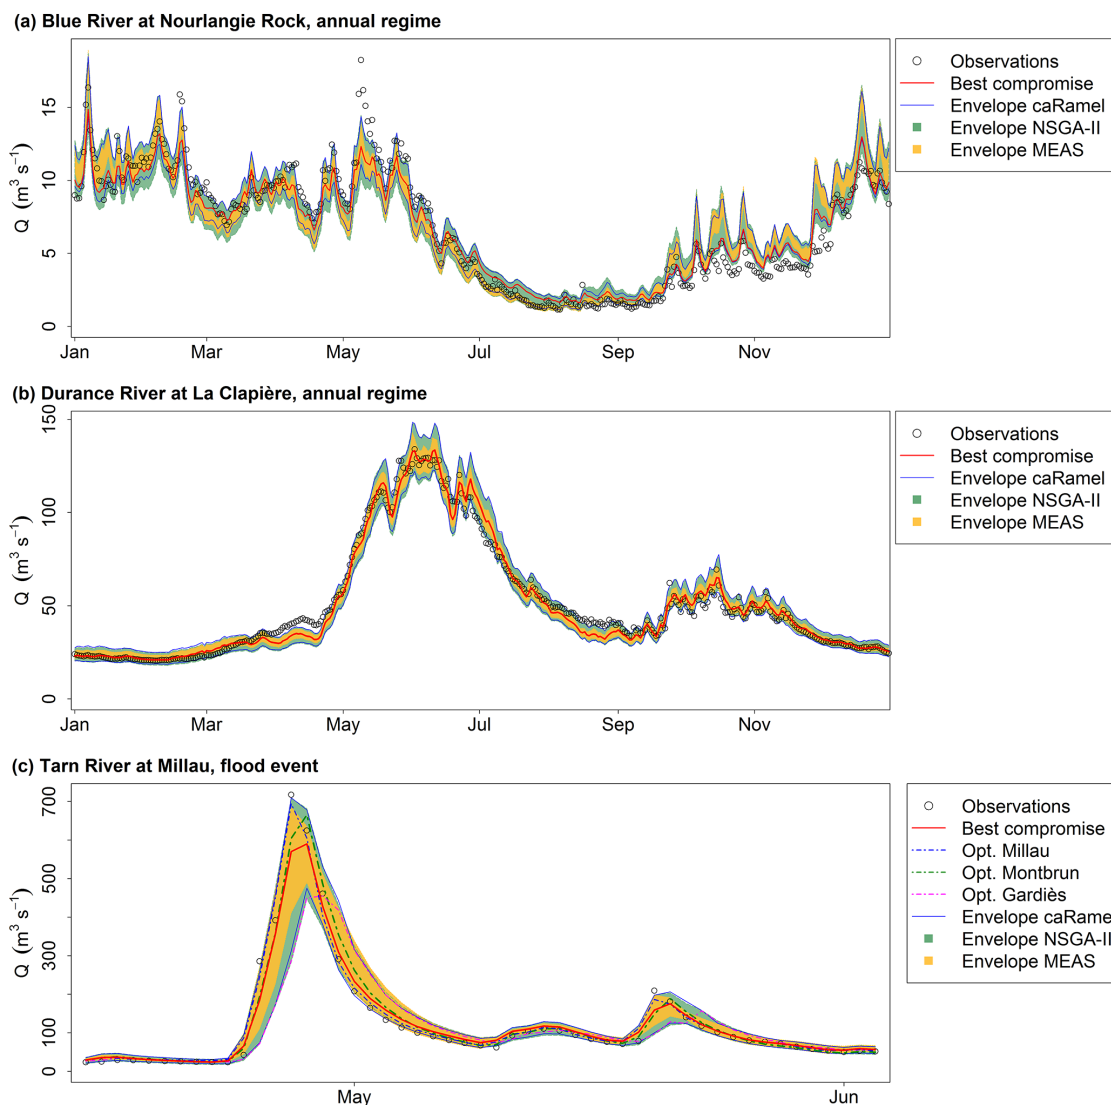 (a) Blue River at Nourlangie Rock, annual regime
Q (m³ s⁻¹)
0 5 10 15
Jan Mar May Jul Sep Nov
Observations
Best compromise
Envelope caRamel
Envelope NSGA-II
Envelope MEAS
(b) Durance River at La Clapière, annual regime
Q (m³ s⁻¹)
0 50 100 150
Jan Mar May Jul Sep Nov
Observations
Best compromise
Envelope caRamel
Envelope NSGA-II
Envelope MEAS
(c) Tarn River at Millau, flood event
Q (m³ s⁻¹)
0 100 300 500 700
May Jun
Observations
Best compromise
Opt. Millau
Opt. Montbrun
Opt. Gardiès
Envelope caRamel
Envelope NSGA-II
Envelope MEAS